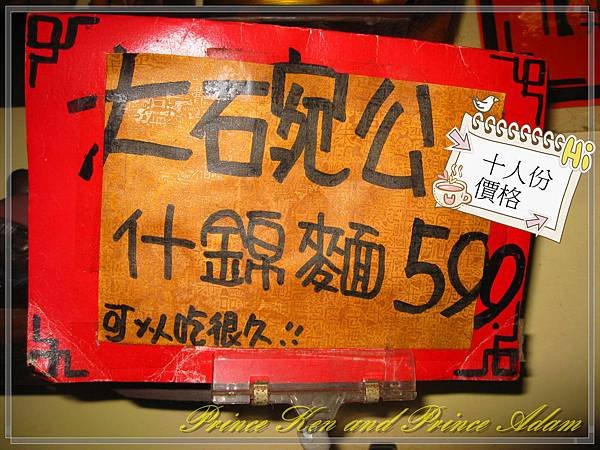 大碗公
什錦麵 599
可以吃很久!!
Hi
十人份
價格
Prince Ken and Prince Adam